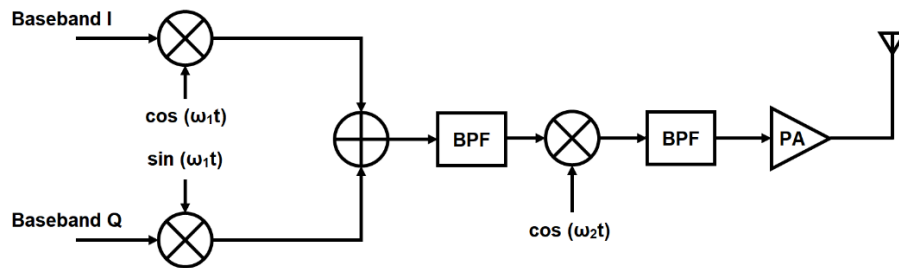 Baseband I
cos (ω₁t)
sin (ω₁t)
BPF
BPF
PA
Baseband Q
cos (ω₂t)